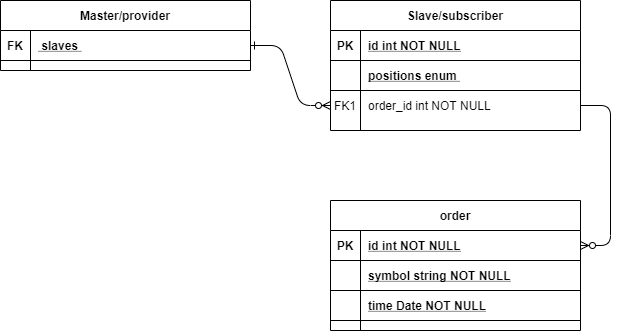 Master/provider
FK slaves
Slave/subscriber
PK id int NOT NULL
positions enum
FK1 order_id int NOT NULL
order
PK id int NOT NULL
symbol string NOT NULL
time Date NOT NULL